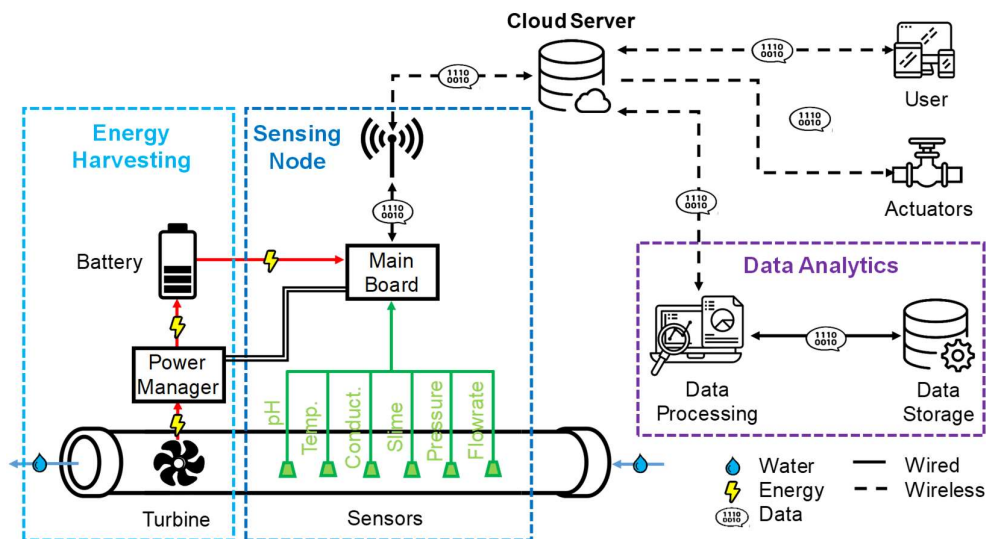 Cloud Server
1110
0010
1110
0010
User
1110
0010
Energy
Harvesting
Sensing
Node
1110
0010
1110
0010
Actuators
Battery
Main
Board
Data Analytics
Power
Manager
1110
0010
pH
Temp.
Conduct.
Slime
Pressure
Flowrate
Data
Processing
Data
Storage
Water
Wired
Energy
Wireless
1110
0010
Data
Turbine
Sensors